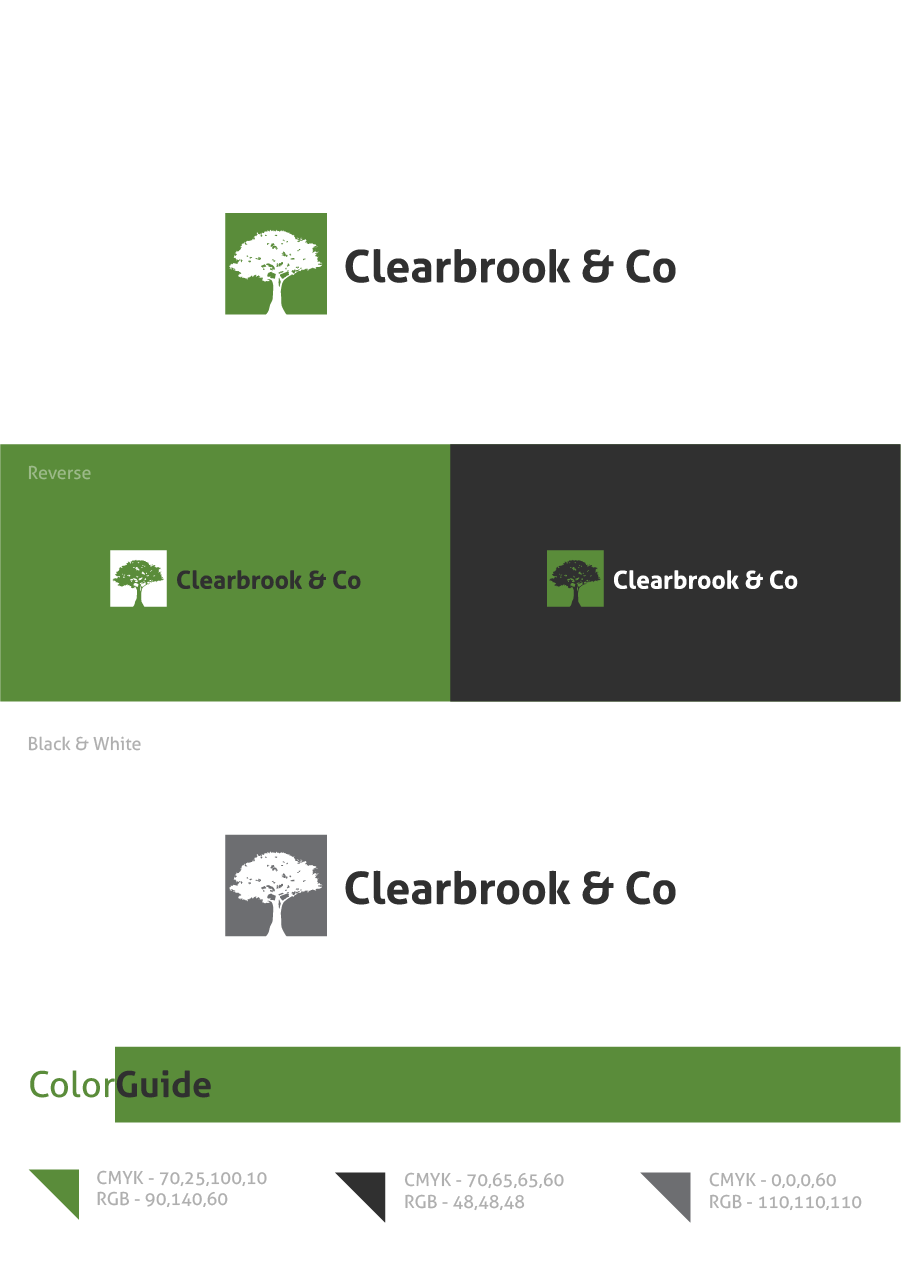 Clearbrook & Co
Reverse
Clearbrook & Co
Clearbrook & Co
Black & White
Clearbrook & Co
ColorGuide
CMYK - 70,25,100,10
RGB - 90,140,60
CMYK - 70,65,65,60
RGB - 48,48,48
CMYK - 0,0,0,60
RGB - 110,110,110